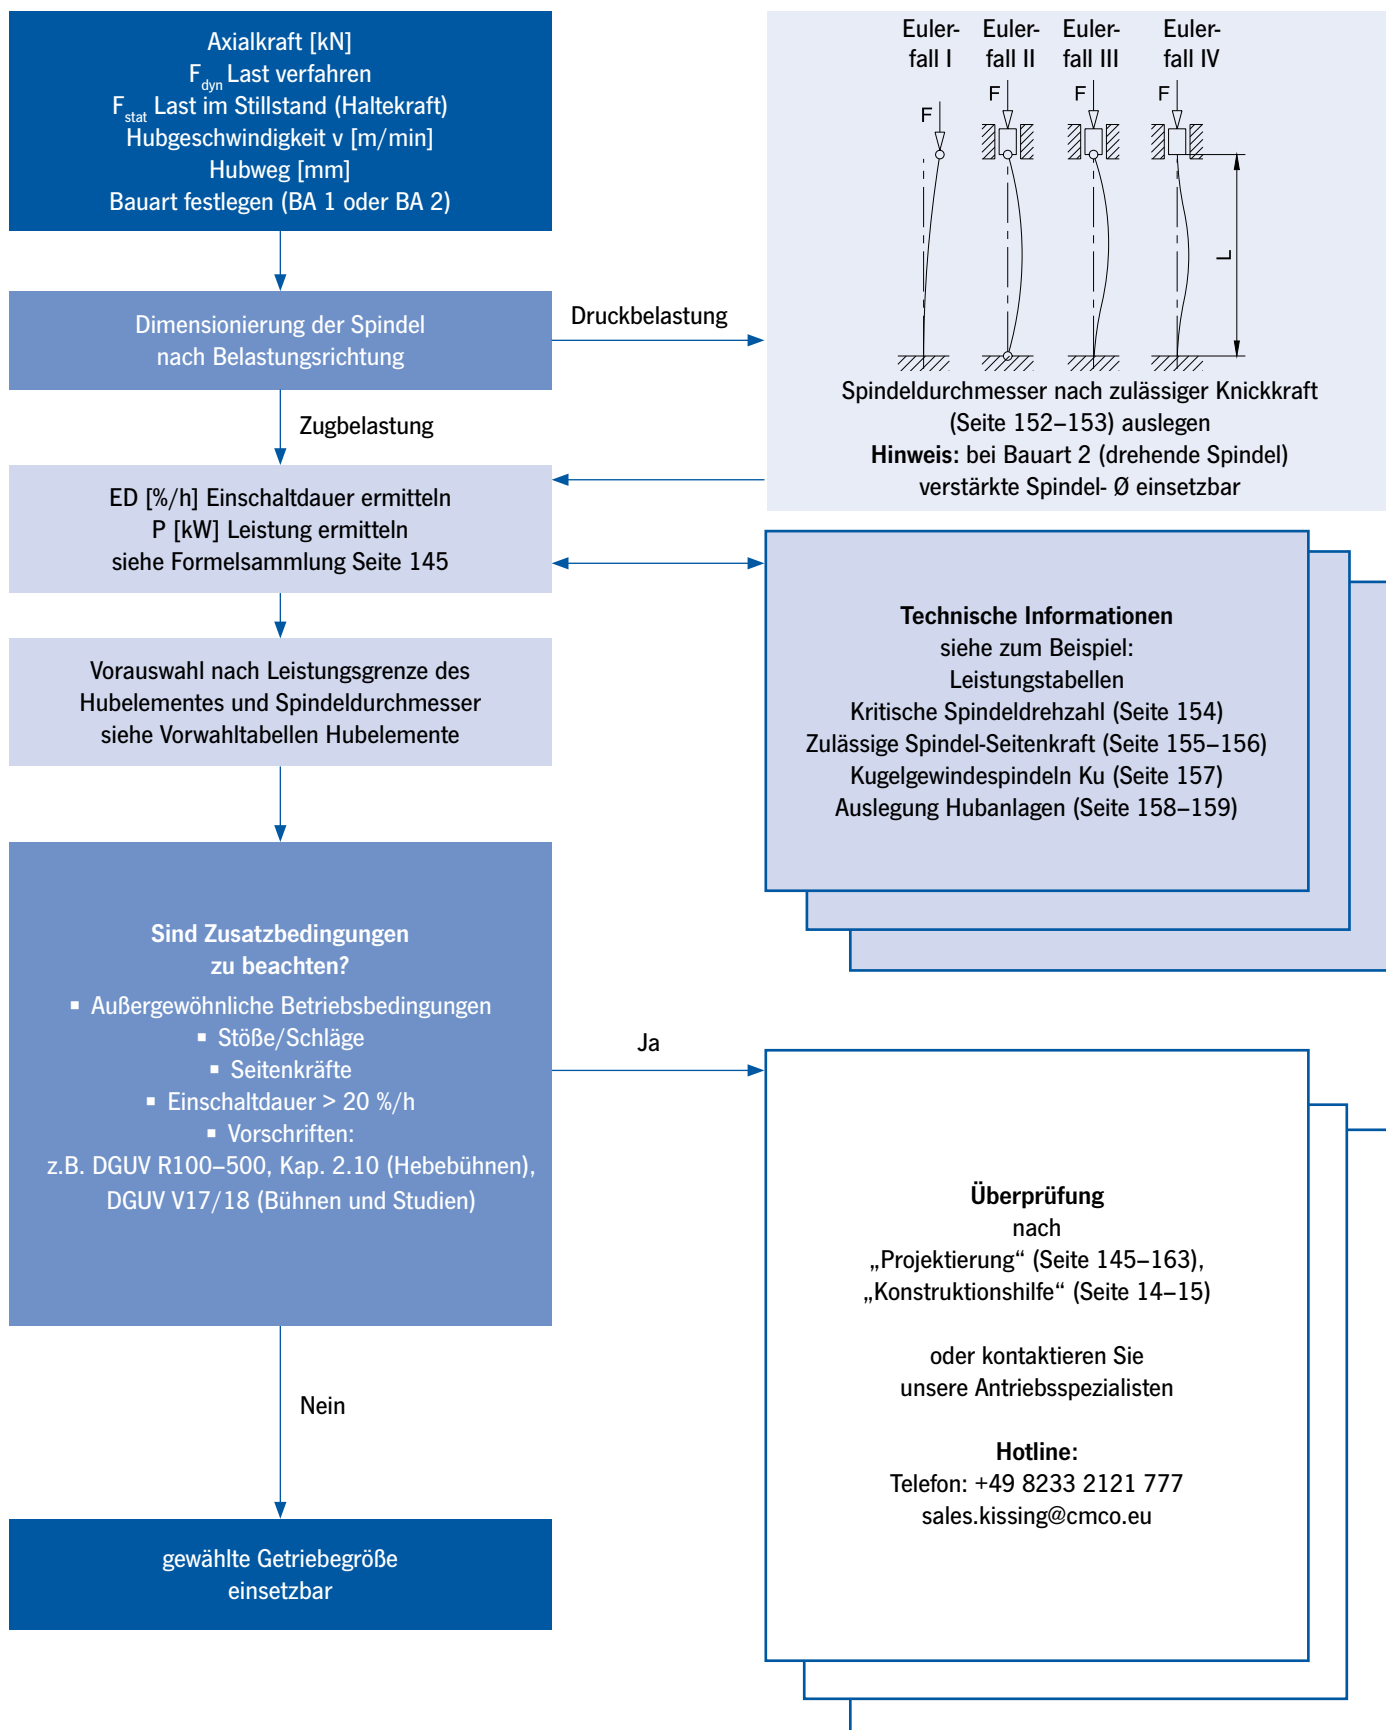 Axialkraft [kN]
Fdyn Last verfahren
Fstat Last im Stillstand (Haltekraft)
Hubgeschwindigkeit v [m/min]
Hubweg [mm]
Bauart festlegen (BA 1 oder BA 2)
Dimensionierung der Spindel
nach Belastungsrichtung
Druckbelastung
Zugbelastung
Euler-
fall I
Euler-
fall II
Euler-
fall III
Euler-
fall IV
F
F
F
F
L
Spindeldurchmesser nach zulässiger Knickkraft
(Seite 152–153) auslegen
Hinweis: bei Bauart 2 (drehende Spindel)
verstärkte Spindel- Ø einsetzbar
ED [%/h] Einschaltdauer ermitteln
P [kW] Leistung ermitteln
siehe Formelsammlung Seite 145
Technische Informationen
siehe zum Beispiel:
Leistungstabellen
Kritische Spindeldrehzahl (Seite 154)
Zulässige Spindel-Seitenkraft (Seite 155–156)
Kugelgewindespindeln Ku (Seite 157)
Auslegung Hubanlagen (Seite 158–159)
Vorauswahl nach Leistungsgrenze des
Hubelementes und Spindeldurchmesser
siehe Vorwahltabellen Hubelemente
Sind Zusatzbedingungen
zu beachten?
▪ Außergewöhnliche Betriebsbedingungen
▪ Stöße/Schläge
▪ Seitenkräfte
▪ Einschaltdauer > 20 %/h
▪ Vorschriften:
z.B. DGUV R100–500, Kap. 2.10 (Hebebühnen),
DGUV V17/18 (Bühnen und Studien)
Ja
Überprüfung
nach
„Projektierung“ (Seite 145–163),
„Konstruktionshilfe“ (Seite 14–15)
oder kontaktieren Sie
unsere Antriebsspezialisten
Hotline:
Telefon: +49 8233 2121 777
sales.kissing@cmco.eu
Nein
gewählte Getriebegröße
einsetzbar